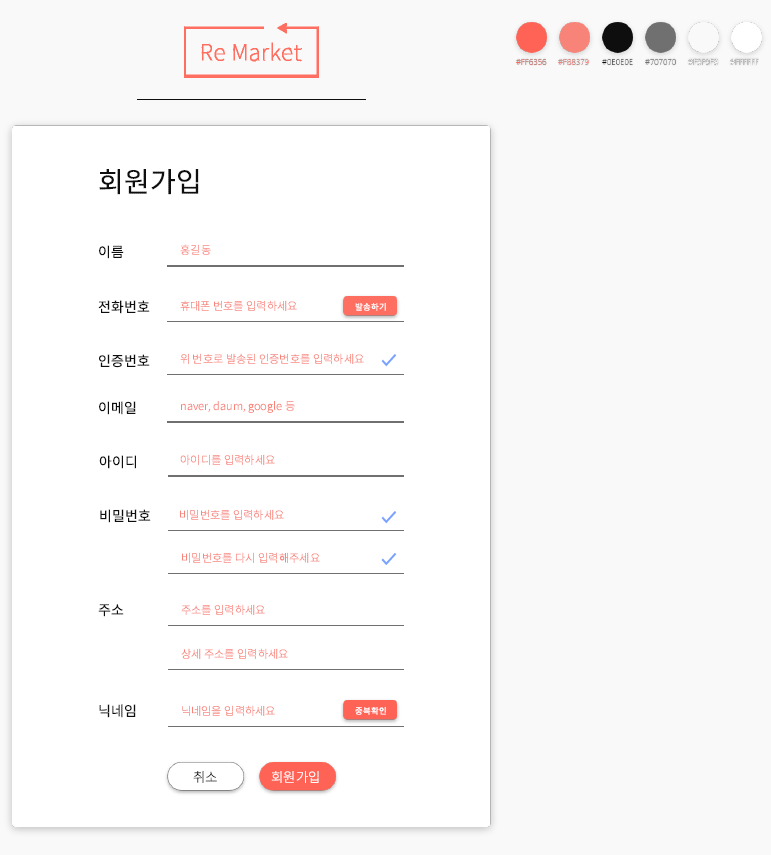 Re Market
#FF6356
#F88379
#0E0E0E
#707070
#FFFFFF
회원가입
이름
홍길동
전화번호
휴대폰 번호를 입력하세요
발송하기
인증번호
위 번호로 발송된 인증번호를 입력하세요
이메일
naver, daum, google 등
아이디
아이디를 입력하세요
비밀번호
비밀번호를 입력하세요
비밀번호를 다시 입력해주세요
주소
주소를 입력하세요
상세 주소를 입력하세요
닉네임
닉네임을 입력하세요
중복확인
취소
회원가입